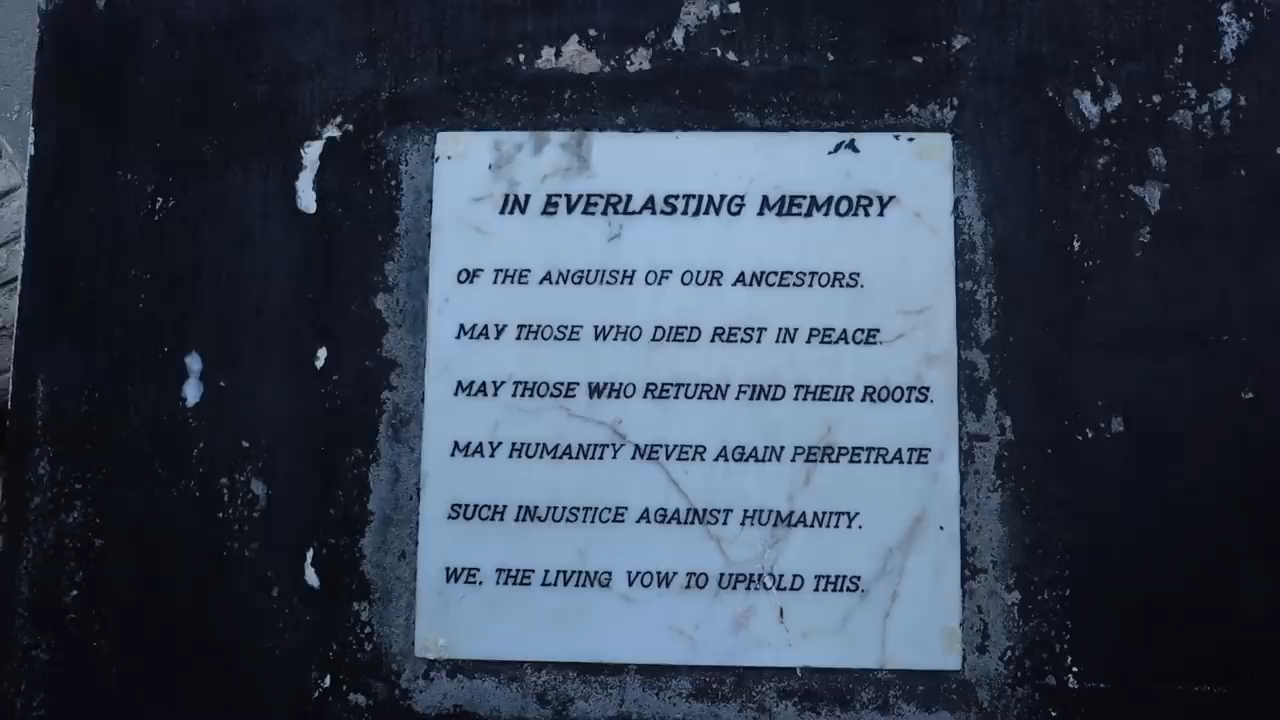 IN EVERLASTING MEMORY
OF THE ANGUISH OF OUR ANCESTORS.
MAY THOSE WHO DIED REST IN PEACE.
MAY THOSE WHO RETURN FIND THEIR ROOTS.
MAY HUMANITY NEVER AGAIN PERPETRATE
SUCH INJUSTICE AGAINST HUMANITY.
WE, THE LIVING VOW TO UPHOLD THIS.